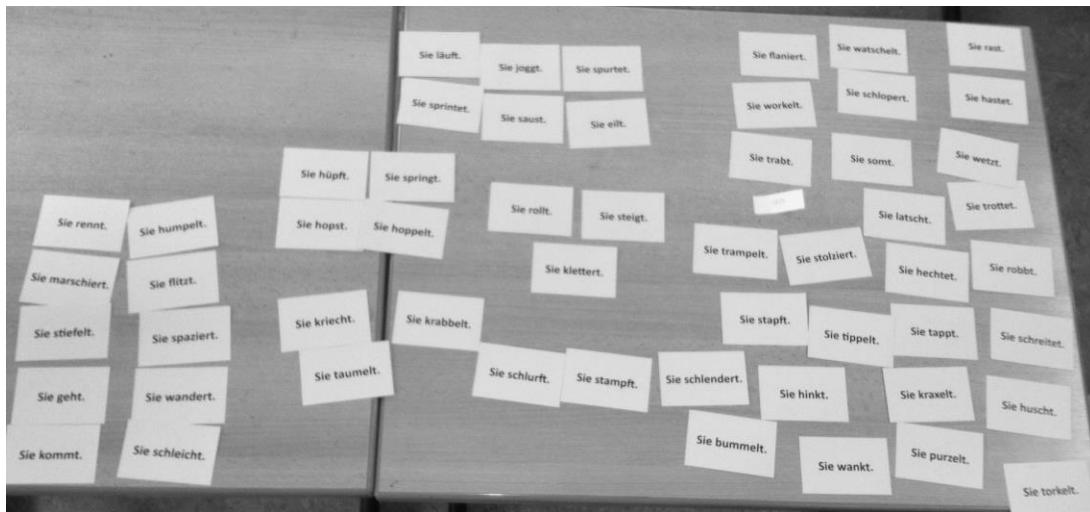 Sie läuft.
Sie joggt.
Sie spurtet.
Sie sprintet.
Sie saust.
Sie eilt.
Sie flaniert.
Sie watschelt.
Sie rast.
Sie workelt.
Sie schlopert.
Sie hastet.
Sie trabt.
Sie somt.
Sie wetzt.
Sie hüpft.
Sie springt.
Sie hopst.
Sie hoppelt.
Sie rollt.
Sie steigt.
Sie klettert.
Sie latscht.
Sie trottet.
Sie trampelt.
Sie stolziert.
Sie hechtet.
Sie robbt.
Sie rennt.
Sie humpelt.
Sie marschiert.
Sie flitzt.
Sie stiefelt.
Sie spaziert.
Sie geht.
Sie wandert.
Sie kommt.
Sie schleicht.
Sie kriecht.
Sie krabbelt.
Sie taumelt.
Sie schlurft.
Sie stampft.
Sie schlendert.
Sie stapft.
Sie tippelt.
Sie tappt.
Sie schreitet.
Sie hinkt.
Sie kraxelt.
Sie huscht.
Sie bummelt.
Sie wankt.
Sie purzelt.
Sie torkelt.